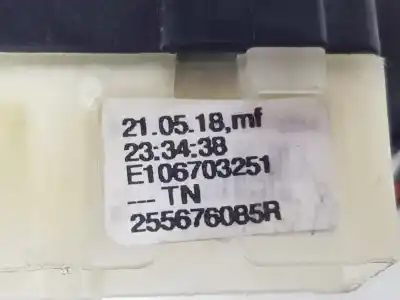 21.05.18,mf
23:34:38
E106703251
--- TN
255676085R